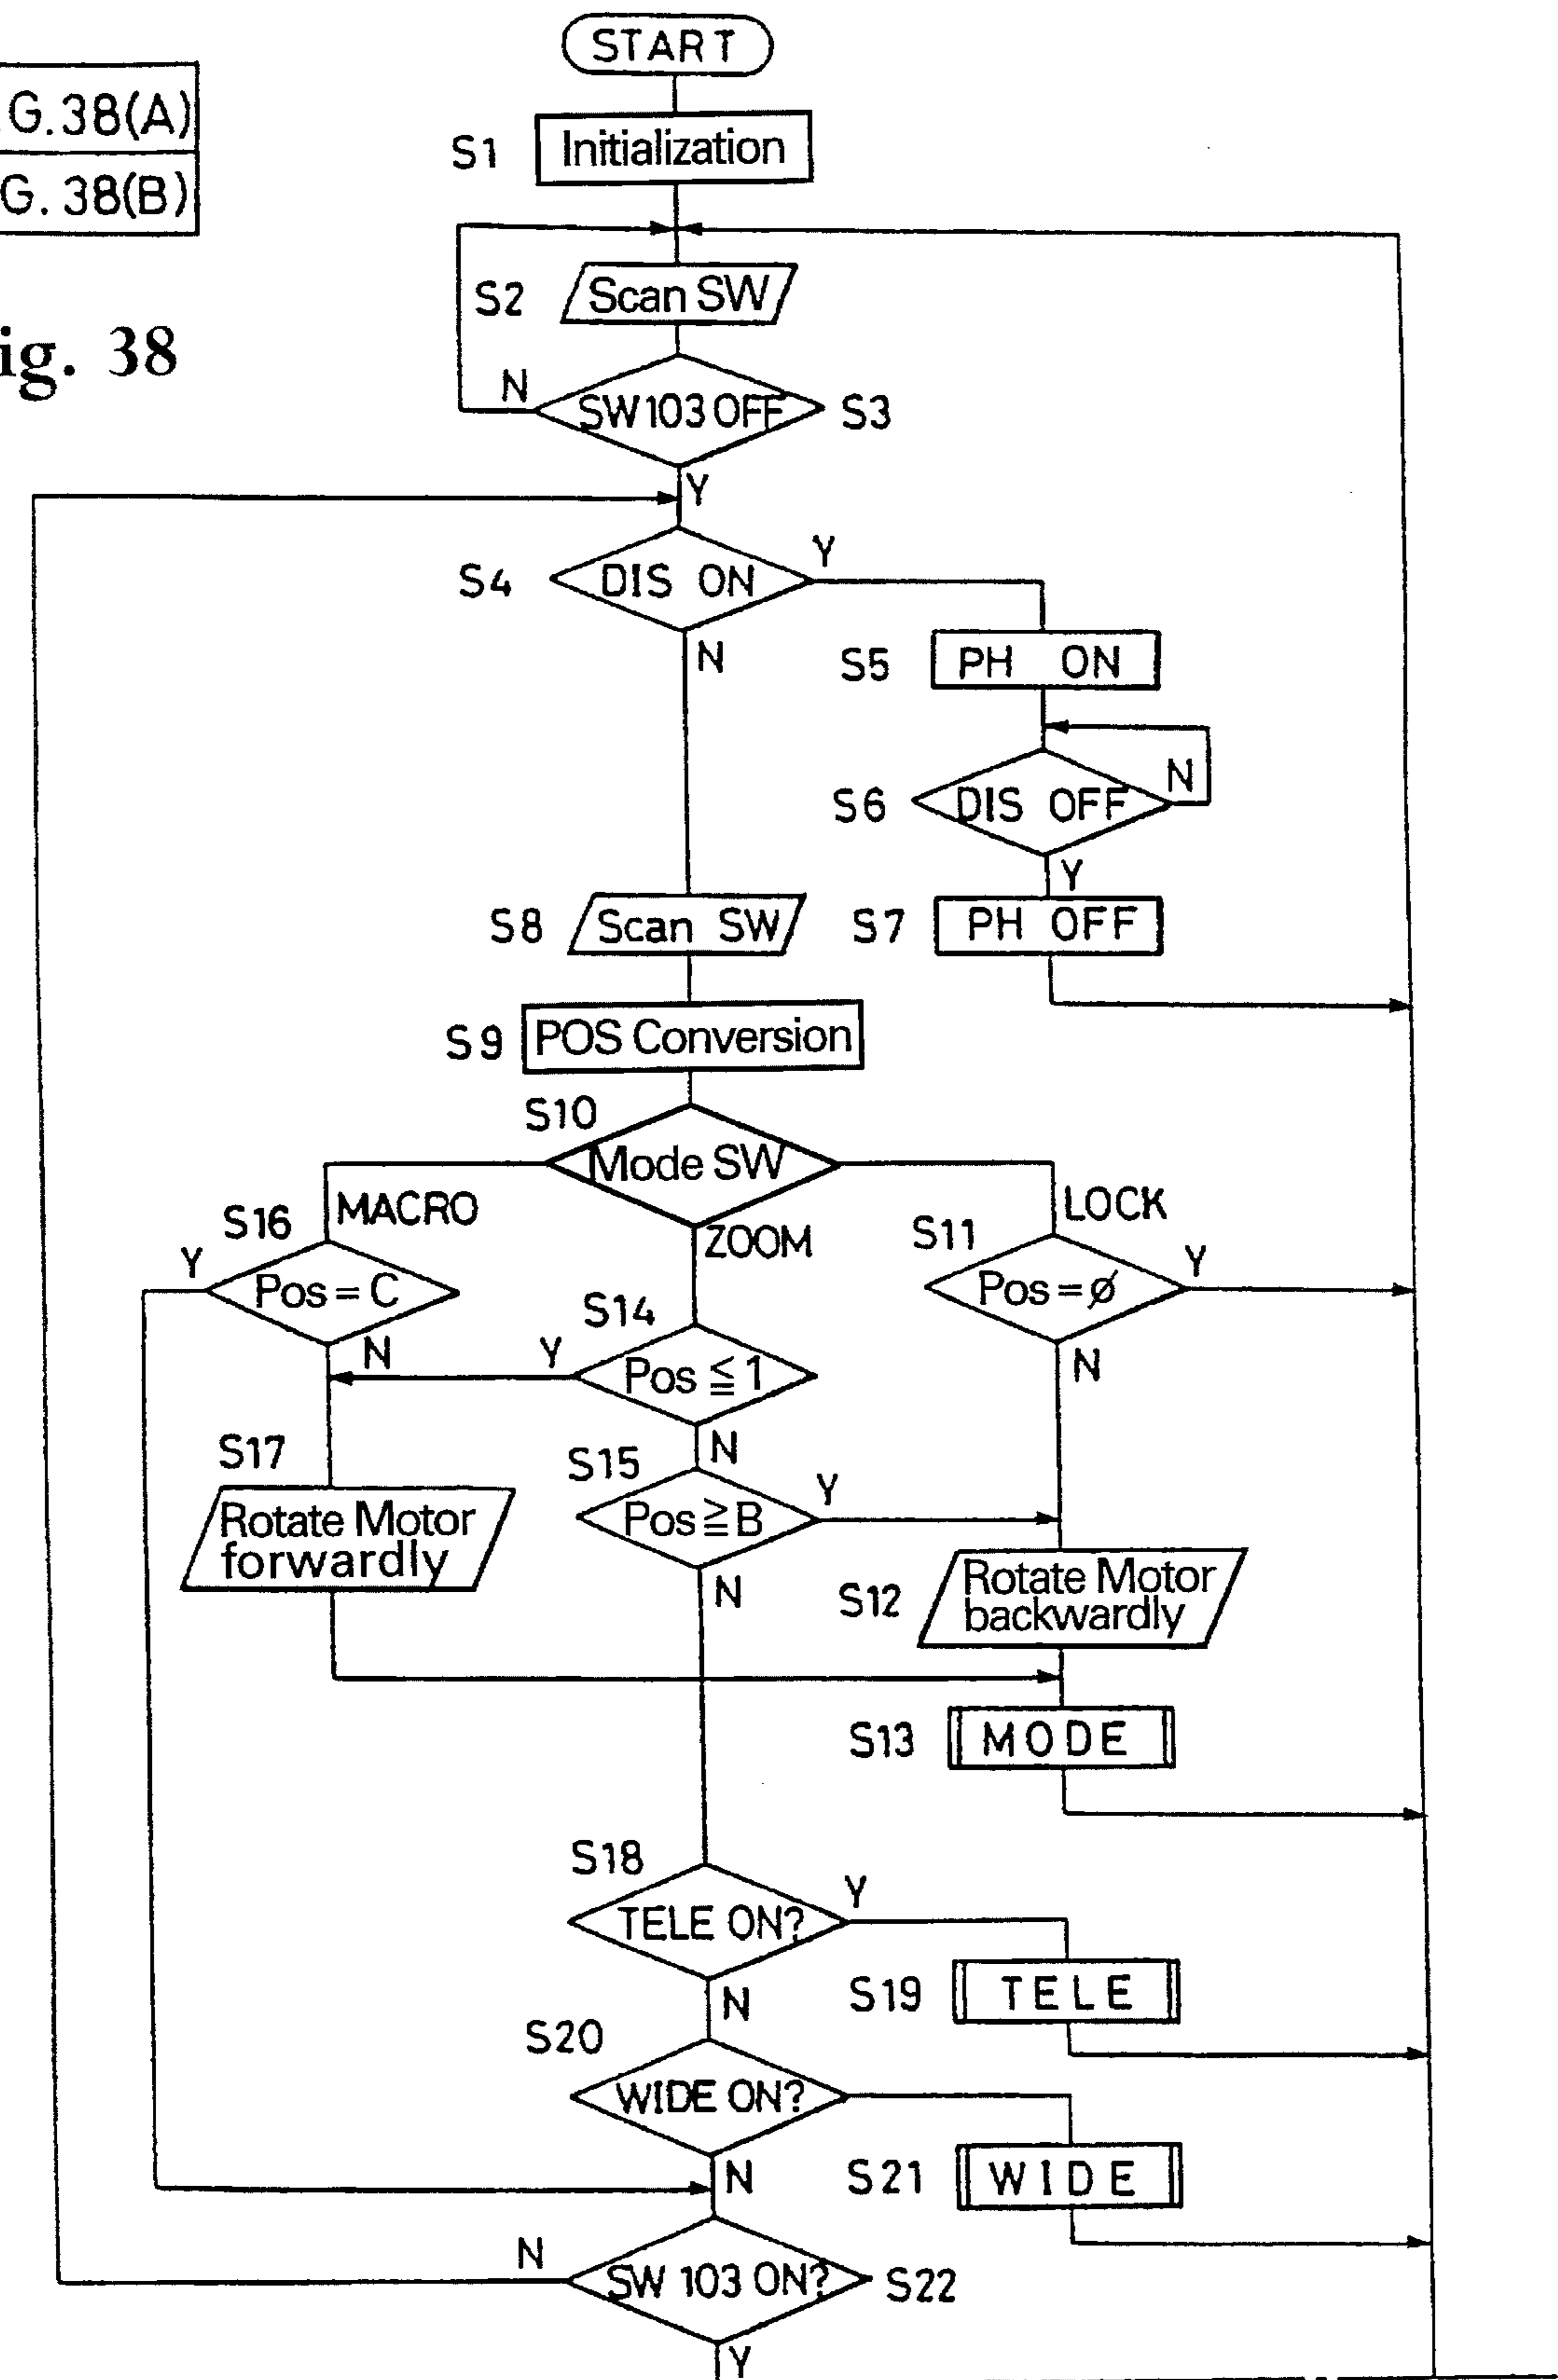 START
G.38(A)
S1 Initialization
G. 38(B)
S2 Scan SW
ig. 38
N SW 103 OFF S3
Y
S4 DIS ON Y
N
S5 PH ON
S6 DIS OFF N
Y
S8 Scan SW
S7 PH OFF
S9 POS Conversion
S10 Mode SW
MACRO
ZOOM
LOCK
S16 Pos = C
Y
N
S11 Pos = ø
Y
N
S14 Pos ≦ 1
Y
N
S15 Pos ≧ B
Y
N
S17 Rotate Motor
forwardly
S12 Rotate Motor
backwardly
S13 MODE
S18 TELE ON?
Y
N
S19 TELE
S20 WIDE ON?
N
S21 WIDE
N SW 103 ON? S22
Y